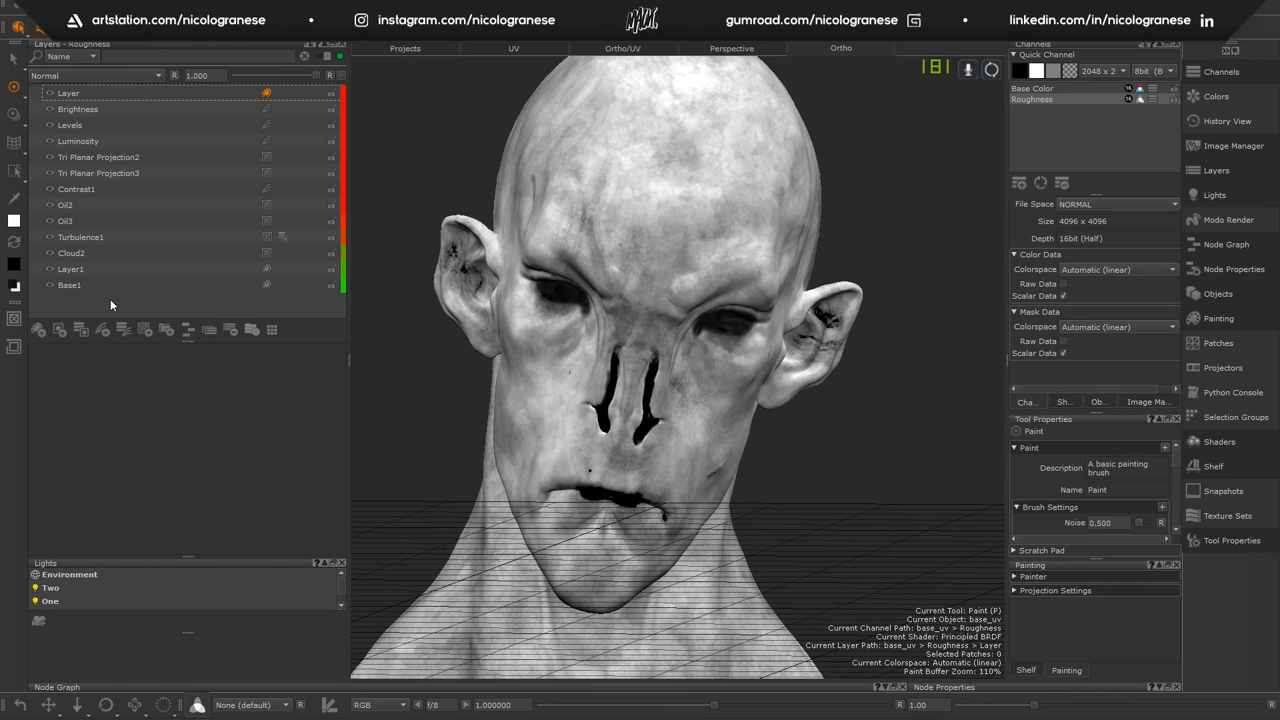 artstation.com/nicologranese • instagram.com/nicologranese gumroad.com/nicologranese • linkedin.com/in/nicologranese
Layers - Roughness
Name
Normal R 1.000 R
Layer
Brightness
Levels
Luminosity
Tri Planar Projection2
Tri Planar Projection3
Contrast1
Oil2
Oil3
Turbulence1
Cloud2
Layer1
Base1
Lights
Environment
Two
One
Node Graph
Projects UV Ortho/UV Perspective Ortho
181
Current Tool: Paint (P)
Current Object: base_uv
Current Channel Path: base_uv > Roughness
Current Shader: Principled BRDF
Current Layer Path: base_uv > Roughness > Layer
Selected Patches: 0
Current Colorspace: Automatic (linear)
Paint Buffer Zoom: 110%
Channels
Quick Channel
2048 x 2 8bit (B
Base Color
Roughness
File Space NORMAL
Size 4096 x 4096
Depth 16bit (Half)
Color Data
Colorspace Automatic (linear)
Raw Data
Scalar Data
Mask Data
Colorspace Automatic (linear)
Raw Data
Scalar Data
Cha... Sh... Ob... Image Ma...
Tool Properties
Paint
Paint
Description A basic painting
brush
Name Paint
Brush Settings
Noise 0.500 R
Scratch Pad
Painting
Painter
Projection Settings
Shelf Painting
Node Properties
Channels
Colors
History View
Image Manager
Layers
Lights
Modo Render
Node Graph
Node Properties
Objects
Painting
Patches
Projectors
Python Console
Selection Groups
Shaders
Shelf
Snapshots
Texture Sets
Tool Properties
None (default) R RGB f/8 1.000000 R 1.00 R